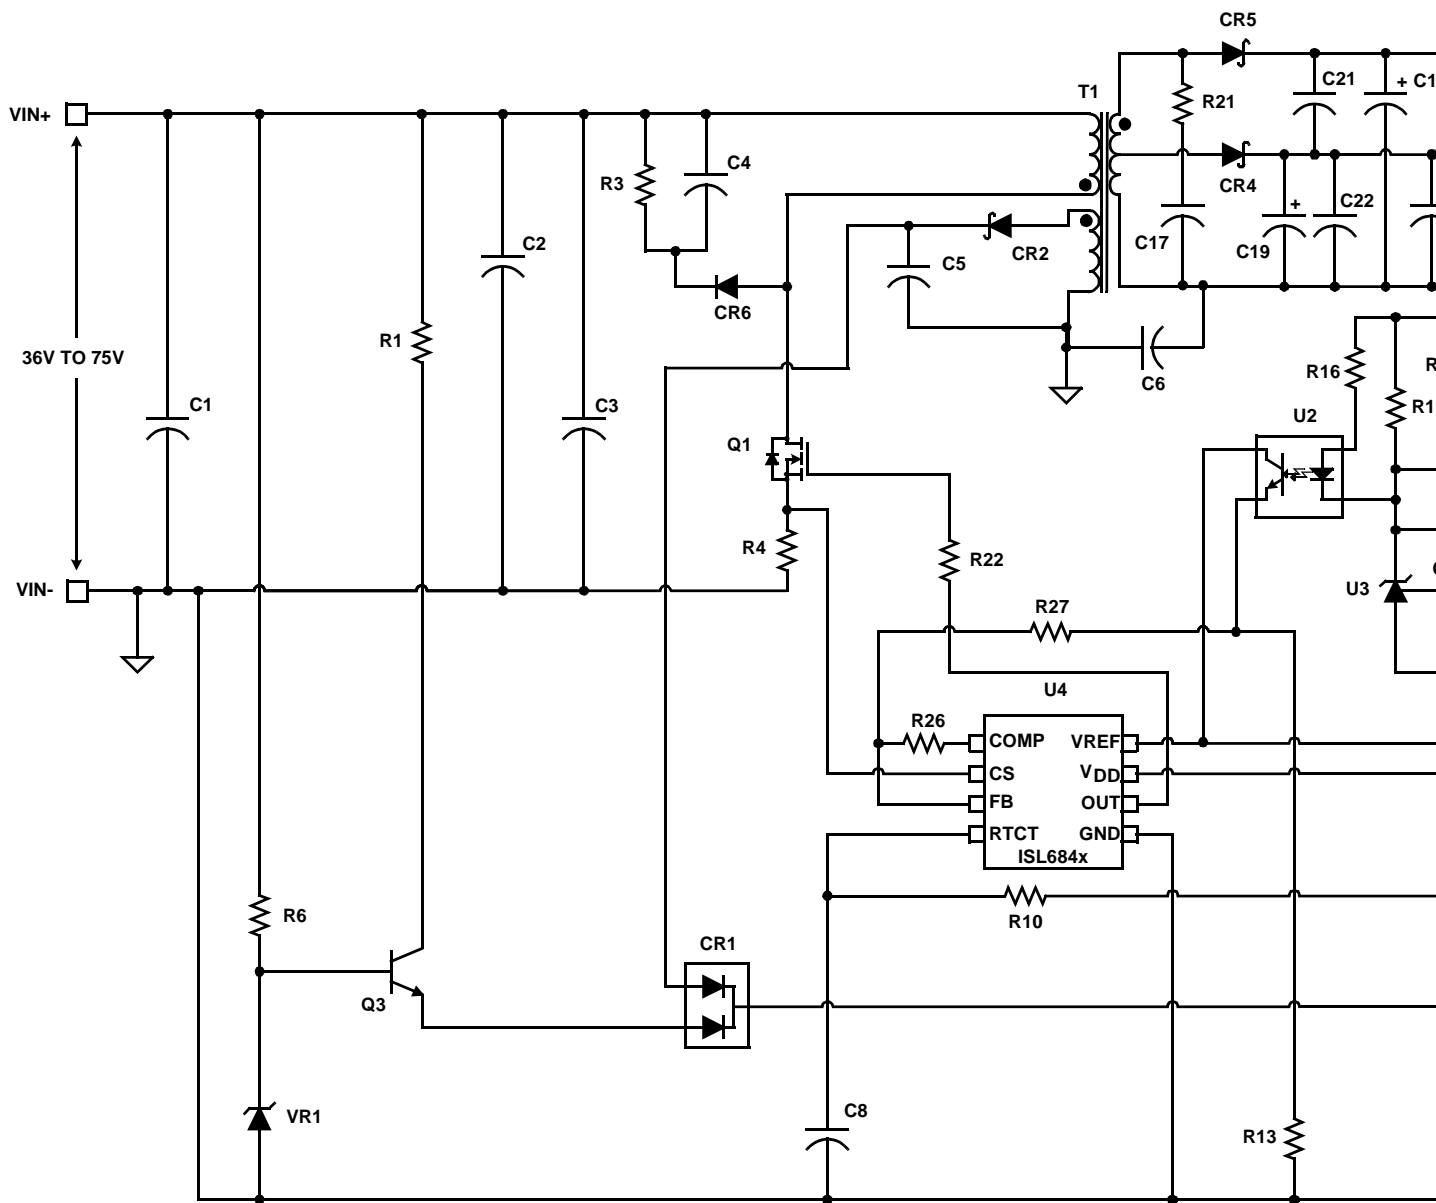 CR5
C21
+ C1
T1
R21
VIN+
C4
R3
CR4
C22
+
C17
C19
C2
C5
CR2
CR6
R1
36V TO 75V
C6
R16
R
C1
C3
R1
U2
Q1
R4
R22
VIN-
U3
R27
U4
R26
COMP
VREF
CS
VDD
FB
OUT
RTCT
GND
ISL684x
R6
R10
CR1
Q3
C8
VR1
R13